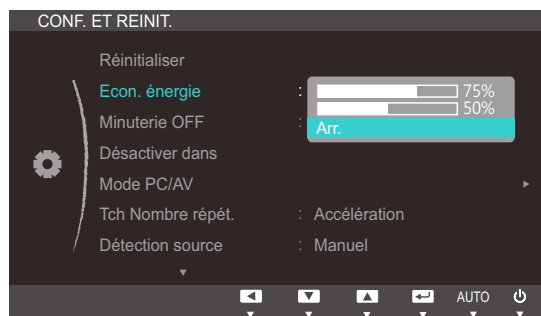 CONF. ET REINIT.
Réinitialiser
Econ. énergie : 75%
50%
Minuterie OFF : Arr.
Désactiver dans
Mode PC/AV
Tch Nombre répét. : Accélération
Détection source : Manuel
AUTO